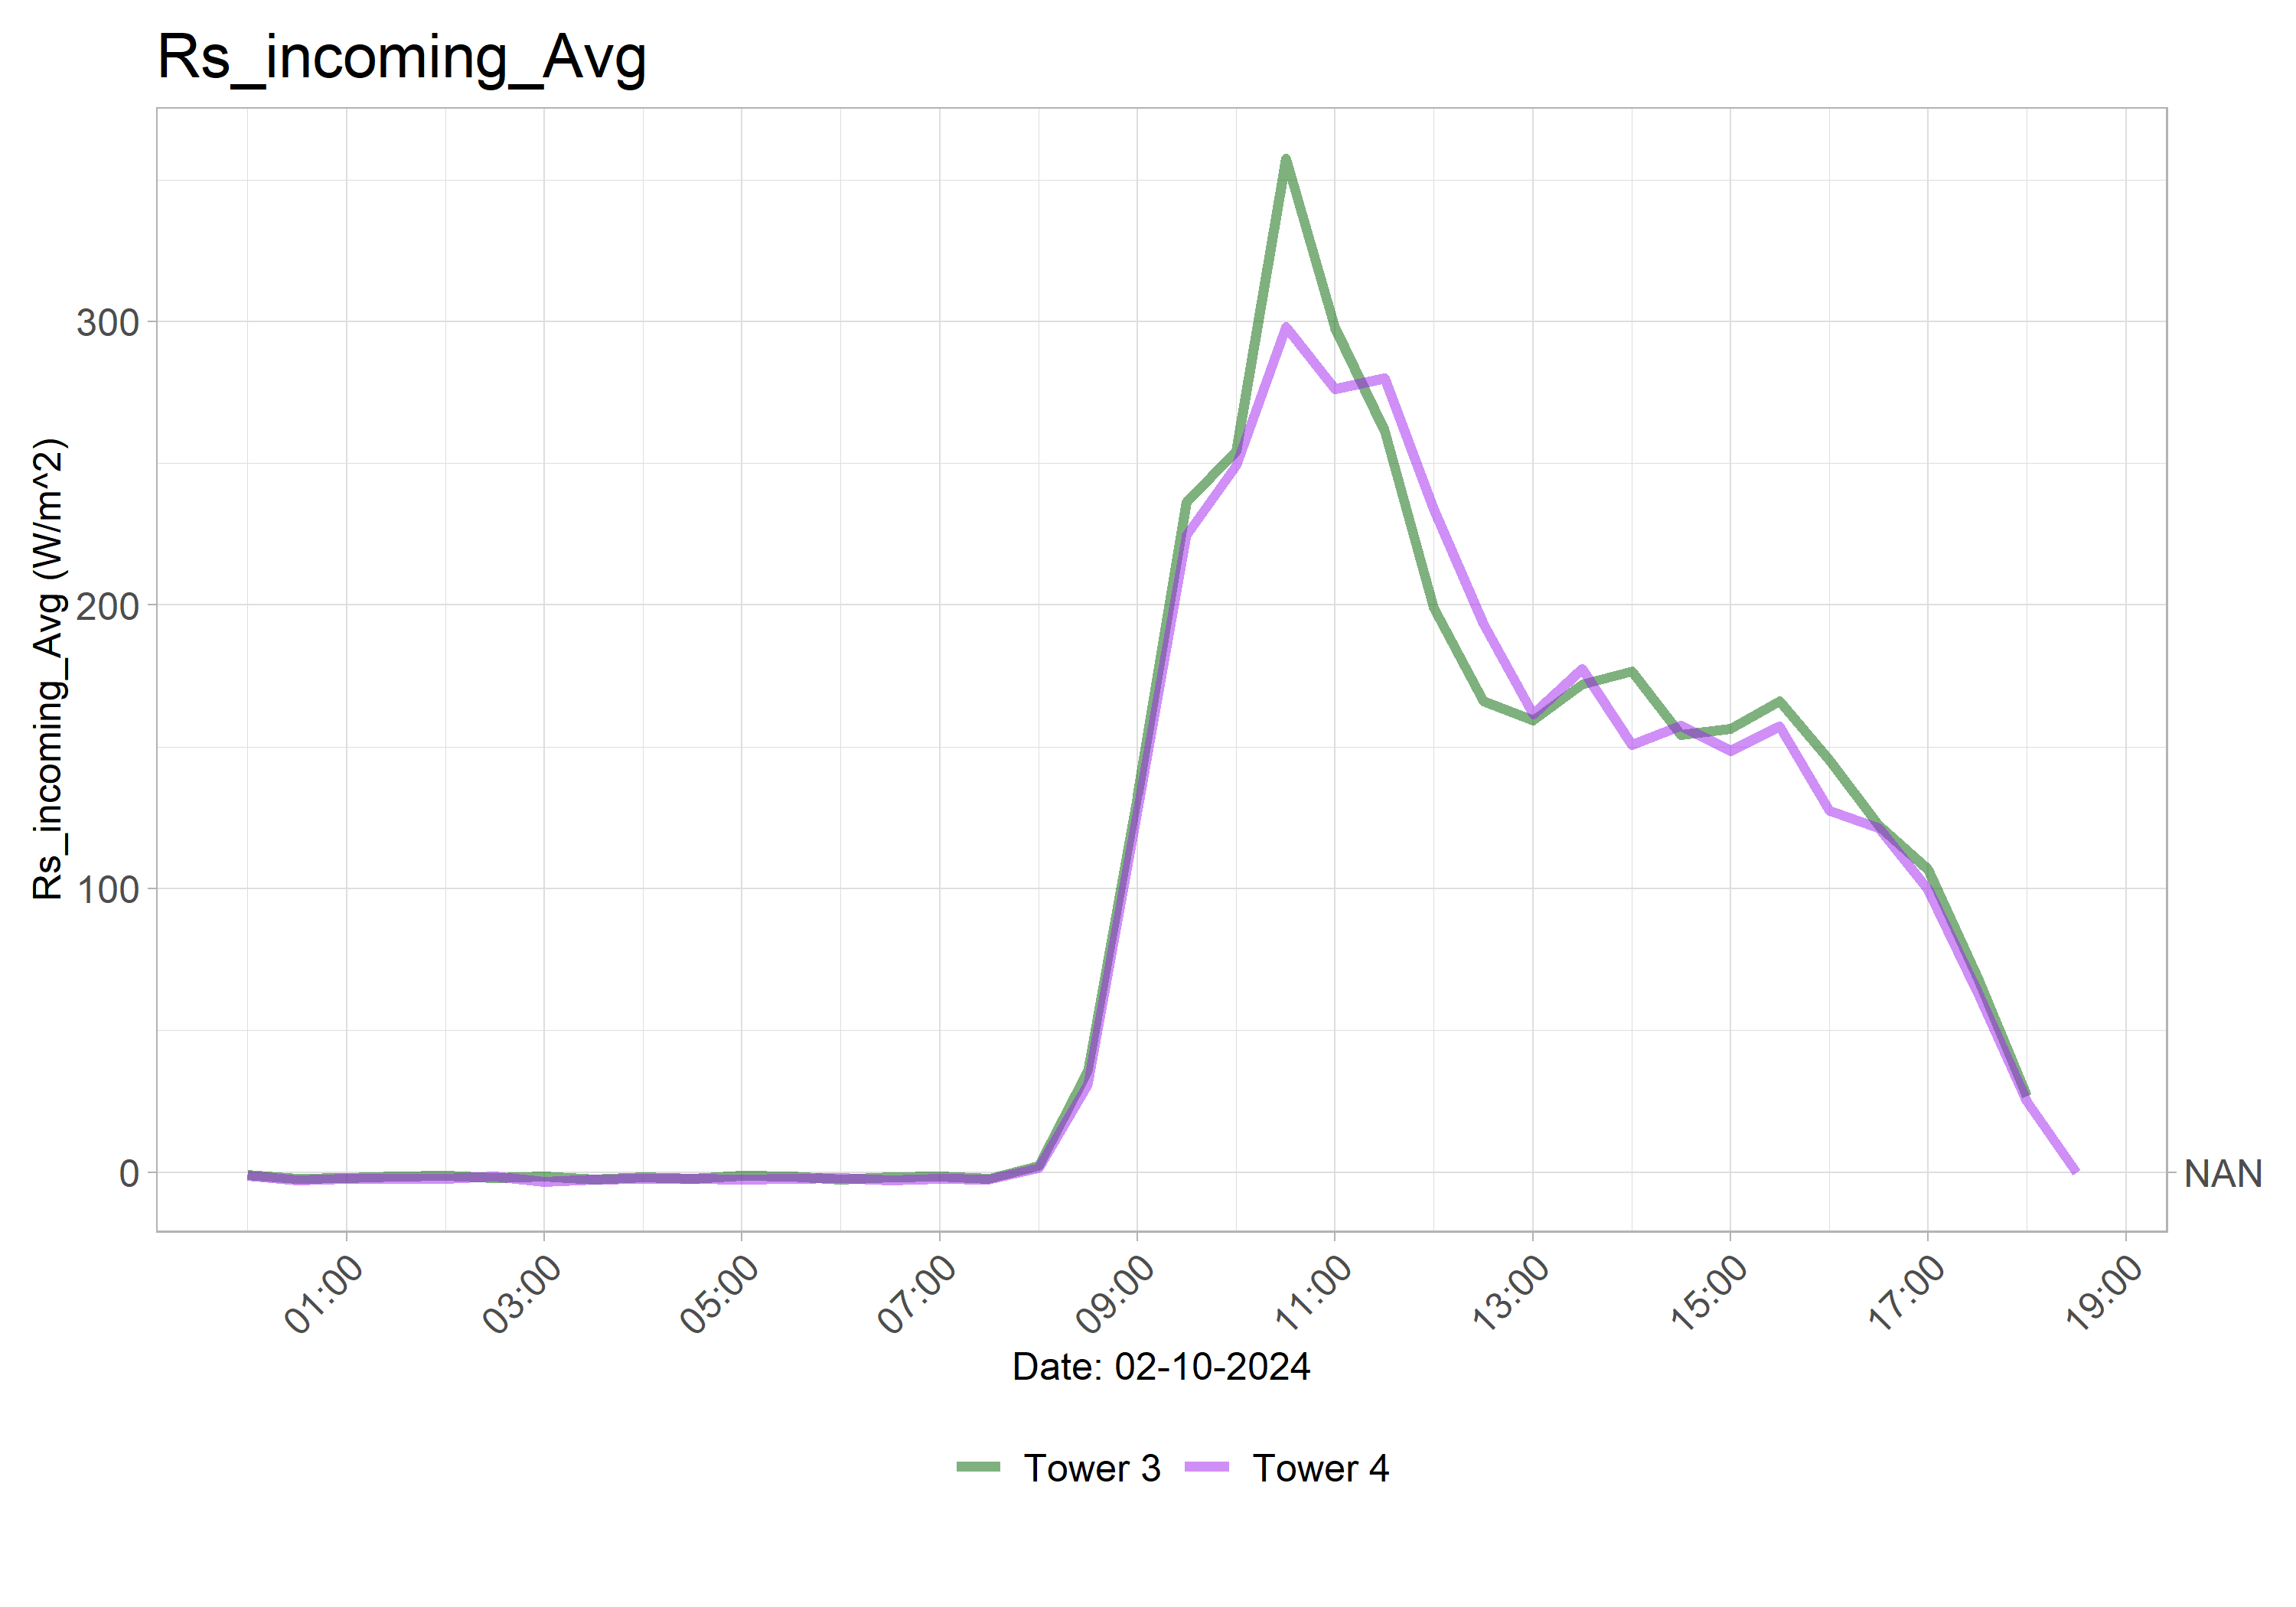 Rs_incoming_Avg
Rs_incoming_Avg (W/m^2)
300
200
100
0
NAN
01:00
03:00
05:00
07:00
09:00
11:00
13:00
15:00
17:00
19:00
Date: 02-10-2024
Tower 3
Tower 4